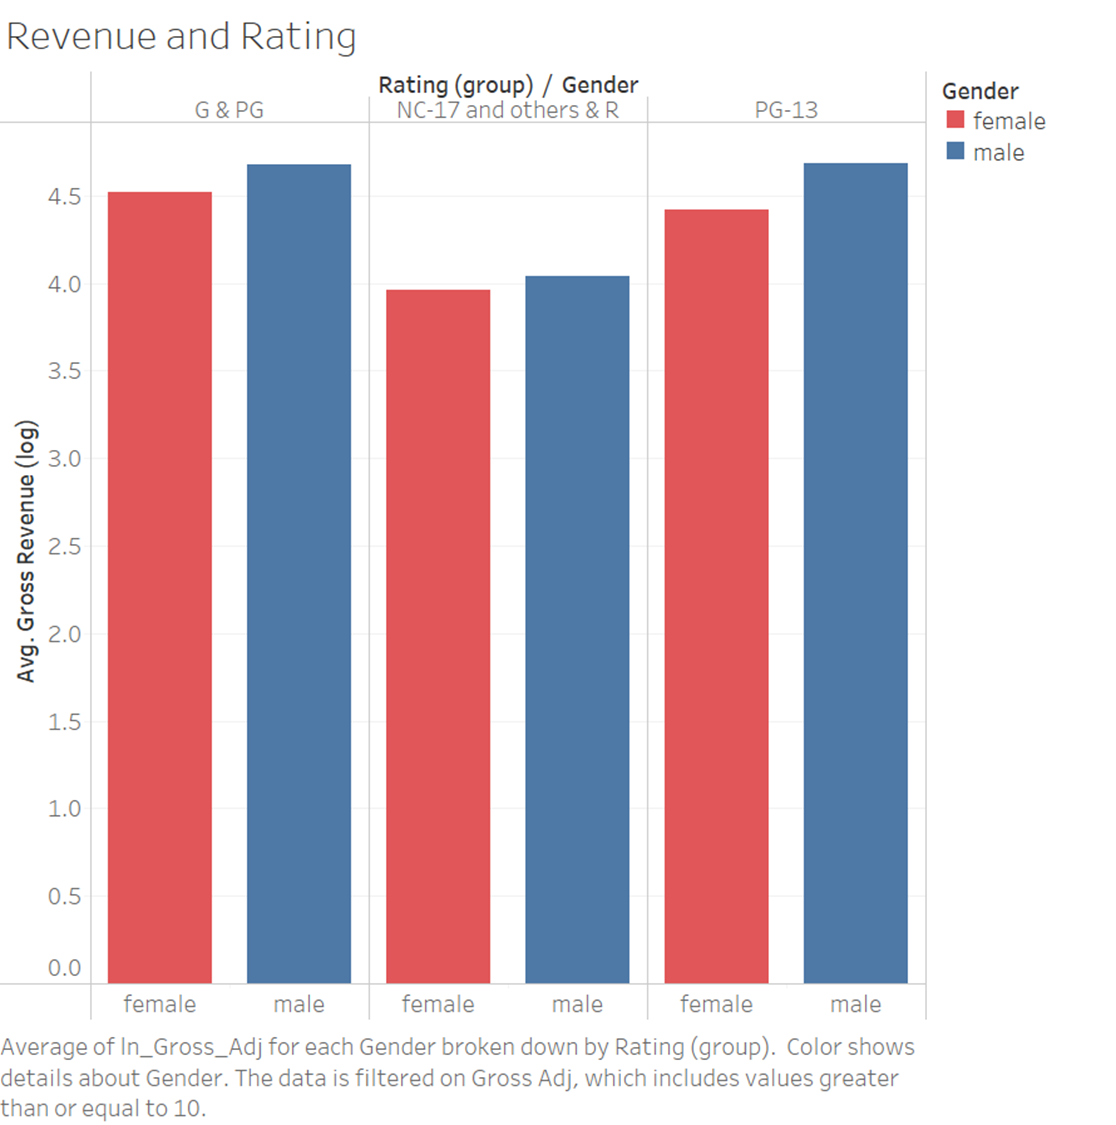 Revenue and Rating
Rating (group) / Gender
G & PG
NC-17 and others & R
PG-13
Gender
female
male
Avg. Gross Revenue (log)
4.5
4.0
3.5
3.0
2.5
2.0
1.5
1.0
0.5
0.0
female
male
female
male
female
male
Average of ln_Gross_Adj for each Gender broken down by Rating (group).  Color shows
details about Gender. The data is filtered on Gross Adj, which includes values greater
than or equal to 10.